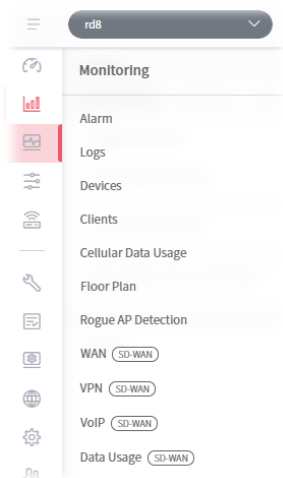 rd8
Monitoring
Alarm
Logs
Devices
Clients
Cellular Data Usage
Floor Plan
Rogue AP Detection
WAN SD-WAN
VPN SD-WAN
VoIP SD-WAN
Data Usage SD-WAN